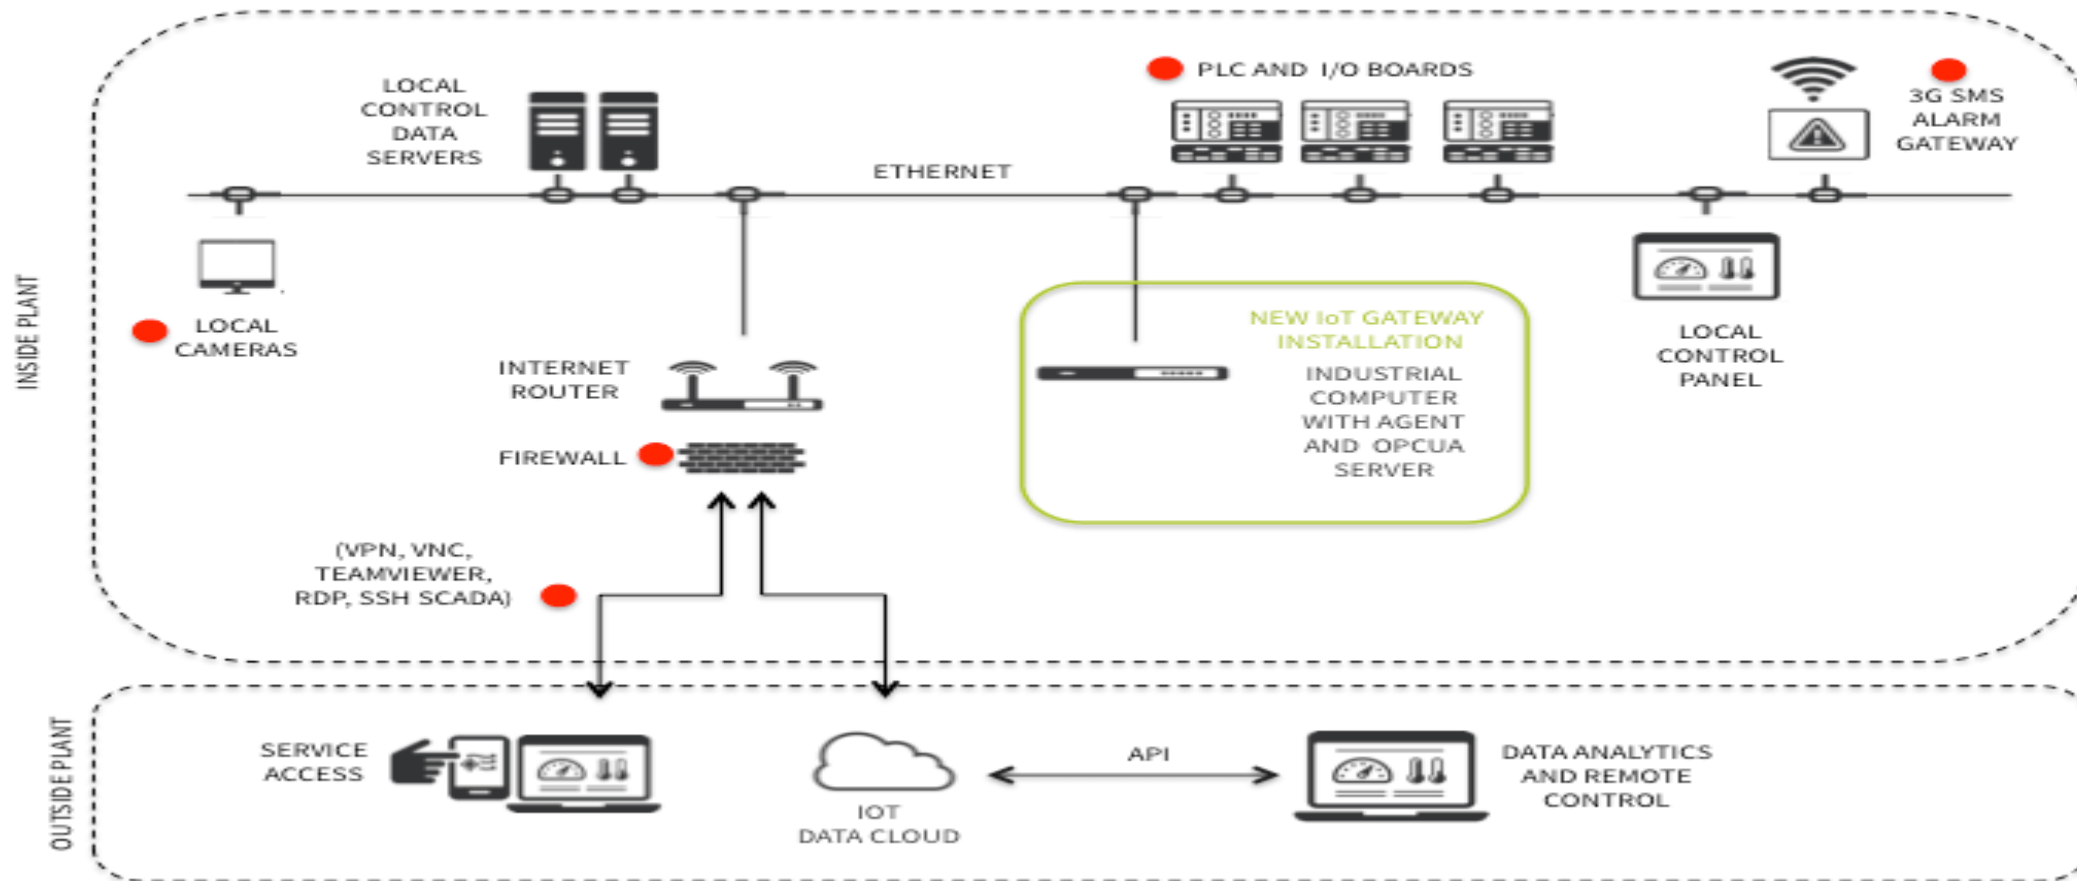 LOCAL
CONTROL
DATA
SERVERS
ETHERNET
PLC AND I/O BOARDS
3G SMS
ALARM
GATEWAY
INSIDE PLANT
LOCAL
CAMERAS
INTERNET
ROUTER
FIREWALL
NEW IoT GATEWAY
INSTALLATION
INDUSTRIAL
COMPUTER
WITH AGENT
AND OPCUA
SERVER
LOCAL
CONTROL
PANEL
(VPN, VNC,
TEAMVIEWER,
RDP, SSH SCADA)
OUTSIDE PLANT
SERVICE
ACCESS
IOT
DATA CLOUD
API
DATA ANALYTICS
AND REMOTE
CONTROL